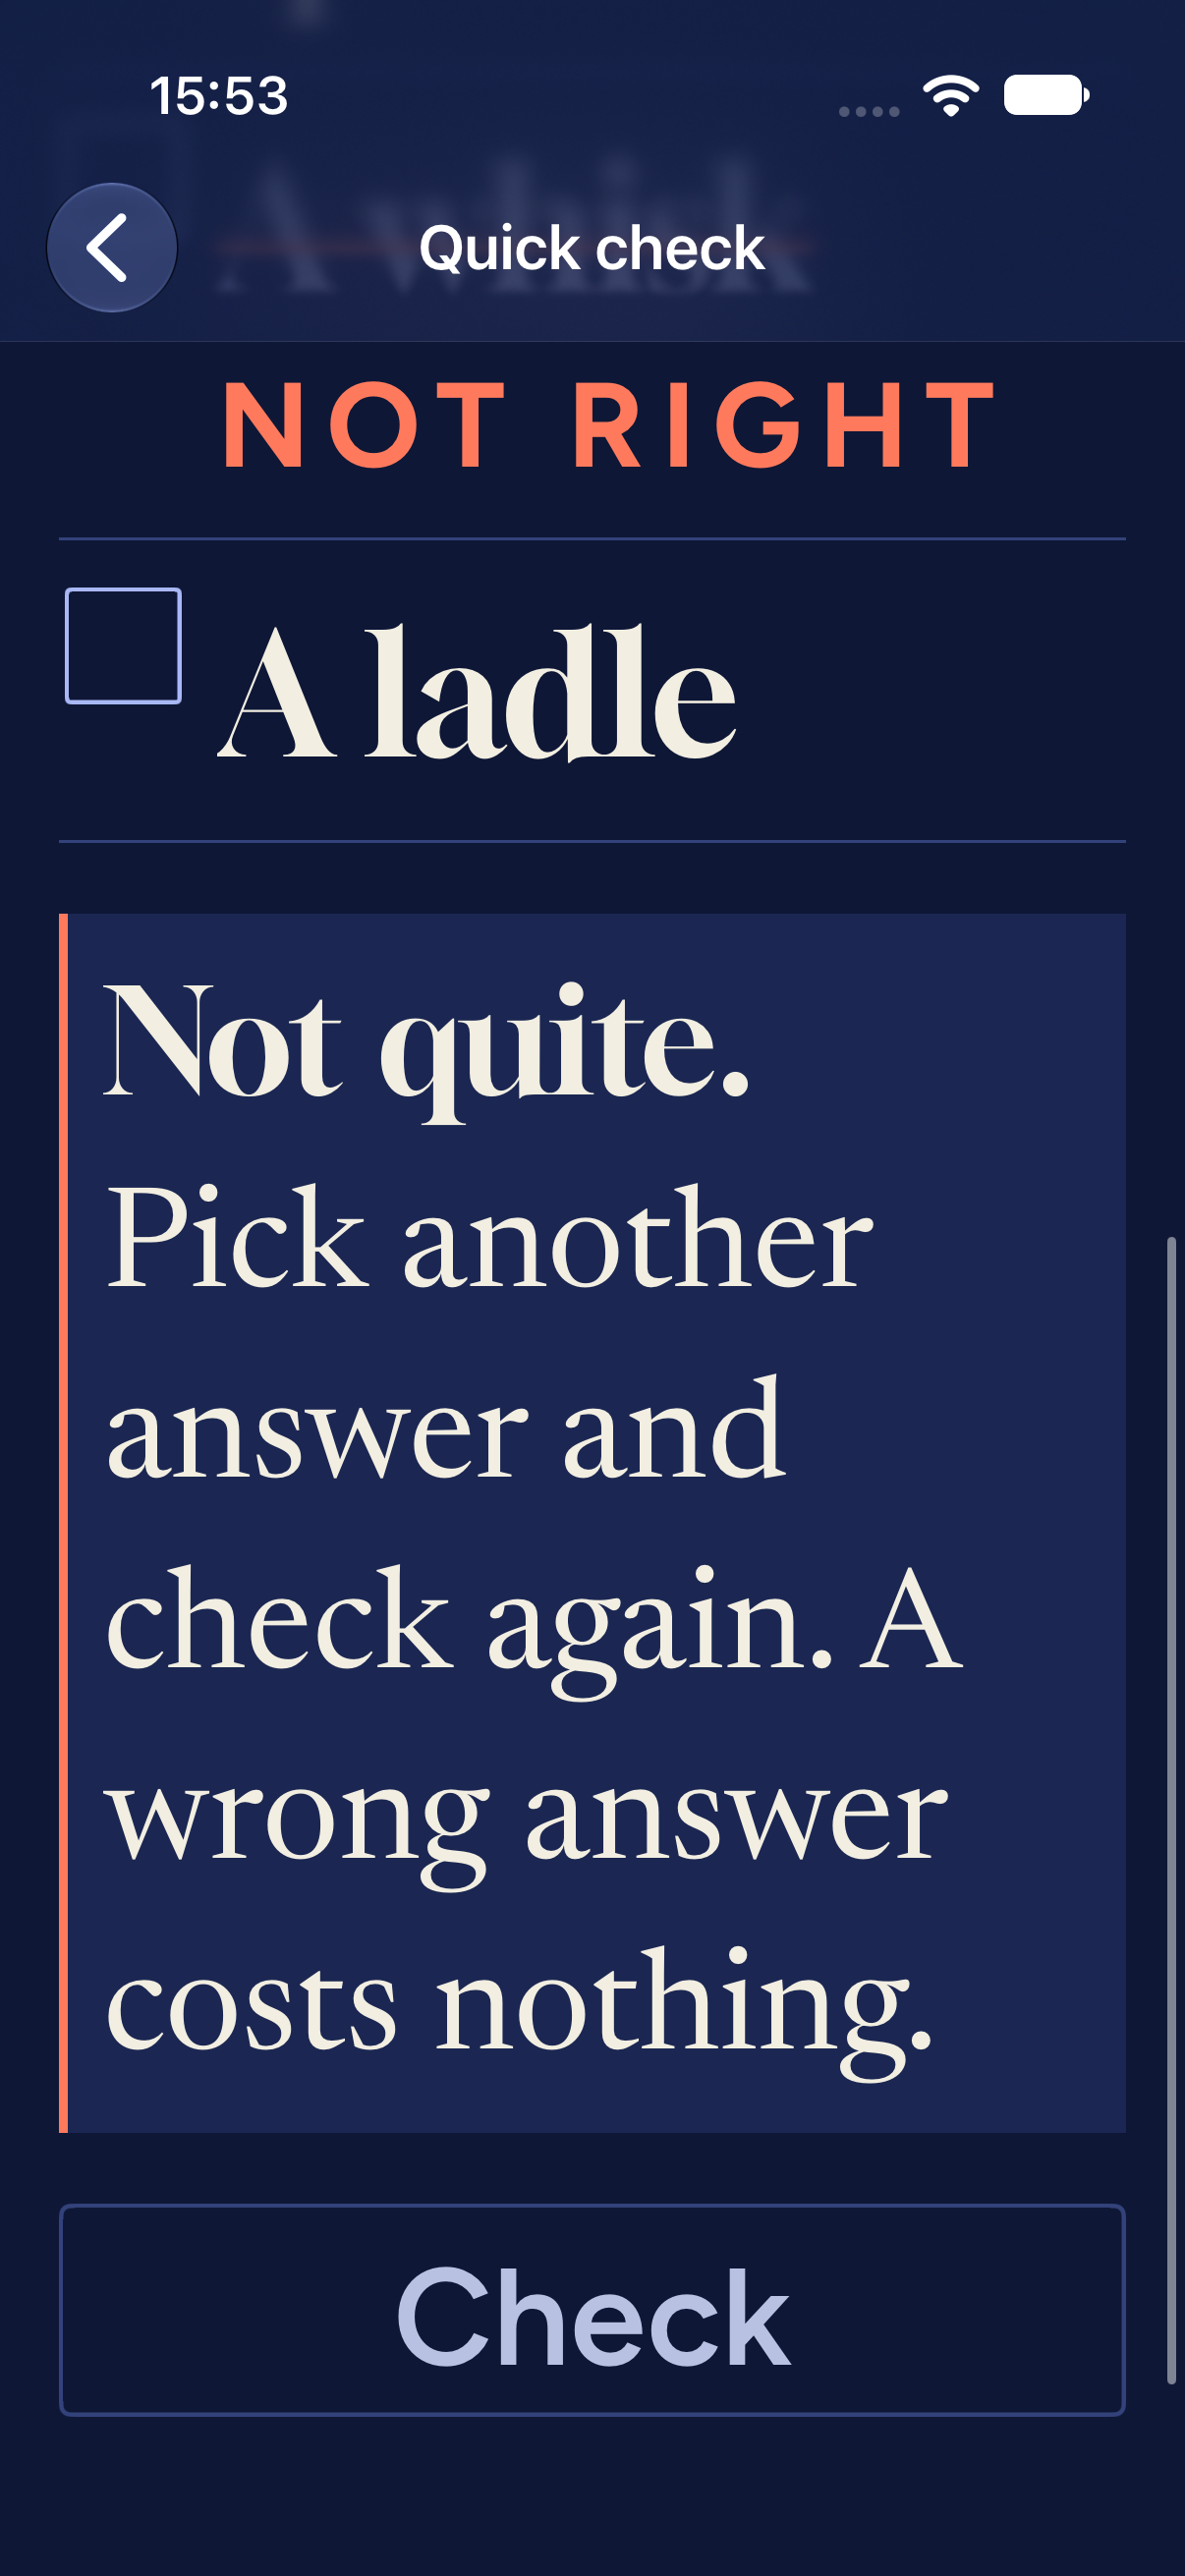 15:53
Quick check
A whisk
NOT RIGHT
A ladle
Not quite.
Pick another
answer and
check again. A
wrong answer
costs nothing.
Check